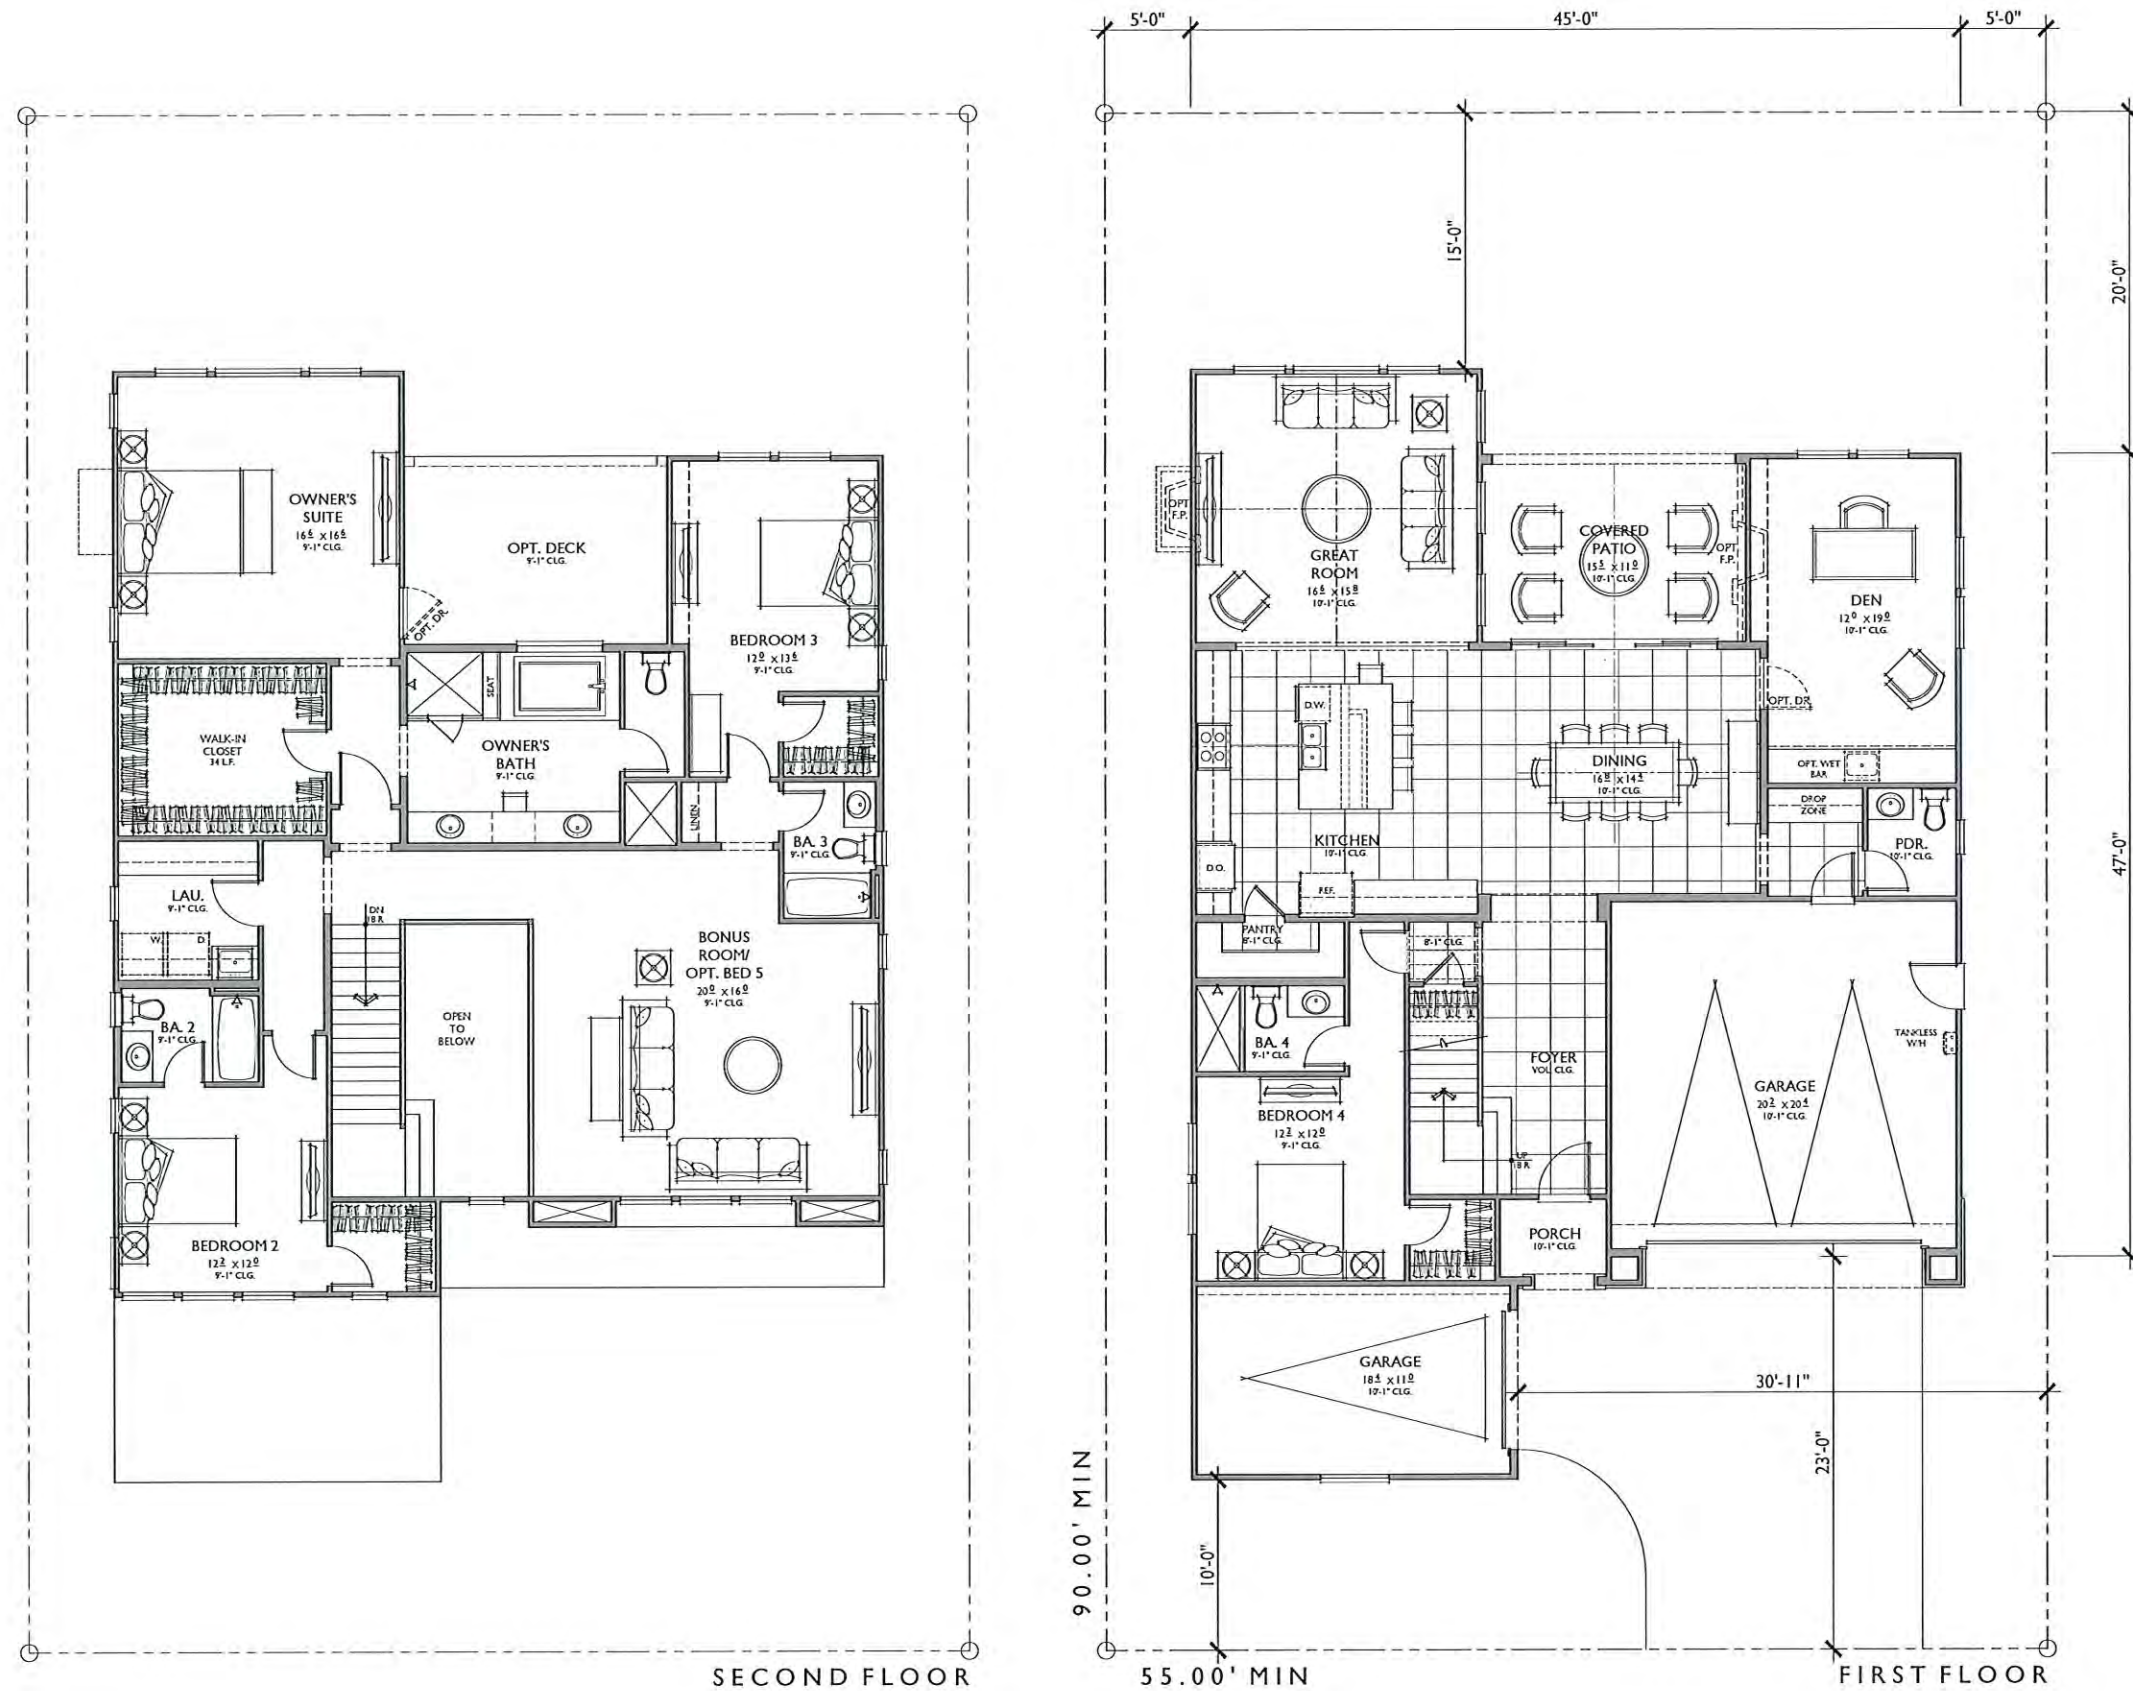 5'-0"
45'-0"
5'-0"
15'-0"
20'-0"
47'-0"
OWNER'S
SUITE
16⁶ x 16⁶
9'-1" CLG.
OPT. DECK
9'-1" CLG.
OPT. DR.
BEDROOM 3
12⁰ x 13⁶
9'-1" CLG.
WALK-IN
CLOSET
34 L.F.
SEAT
OWNER'S
BATH
9'-1" CLG.
LINEN
BA. 3
9'-1" CLG.
LAU.
9'-1" CLG.
W.
D.
DN
18 R
BONUS
ROOM/
OPT. BED 5
20⁰ x 16⁰
9'-1" CLG.
OPEN
TO
BELOW
BA. 2
9'-1" CLG.
BEDROOM 2
12² x 12⁰
9'-1" CLG.
SECOND FLOOR
OPT
F.P.
GREAT
ROOM
16⁶ x 15⁸
10'-1" CLG.
COVERED
PATIO
15⁵ x 11⁰
10'-1" CLG.
OPT
F.P.
DEN
12⁰ x 19⁰
10'-1" CLG.
OPT. DR.
D.W.
DINING
16⁸ x 14⁴
10'-1" CLG.
OPT. WET
BAR
DROP
ZONE
KITCHEN
10'-1" CLG.
PDR.
10'-1" CLG.
D.O.
REF.
PANTRY
8'-1" CLG.
8'-1" CLG.
BA. 4
9'-1" CLG.
FOYER
VOL. CLG.
TANKLESS
W/H
GARAGE
20² x 20⁴
10'-1" CLG.
BEDROOM 4
12² x 12⁰
9'-1" CLG.
UP
18 R
PORCH
10'-1" CLG.
GARAGE
18⁴ x 11⁰
10'-1" CLG.
30'-11"
23'-0"
10'-0"
90.00' MIN
55.00' MIN
FIRST FLOOR